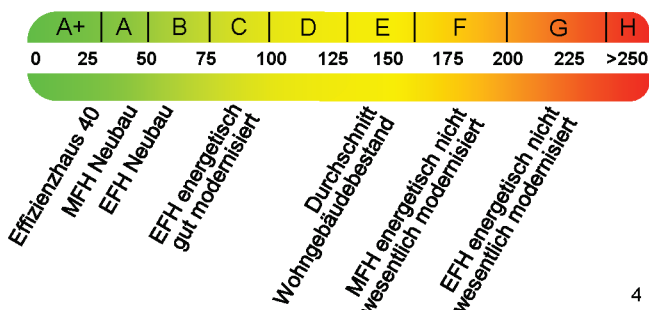 A+ A B C D E F G H
0 25 50 75 100 125 150 175 200 225 >250
Effizienzhaus 40
MFH Neubau
EFH Neubau
EFH energetisch
gut modernisiert
Durchschnitt
Wohngebäudebestand
MFH energetisch nicht
wesentlich modernisiert
EFH energetisch nicht
wesentlich modernisiert
4